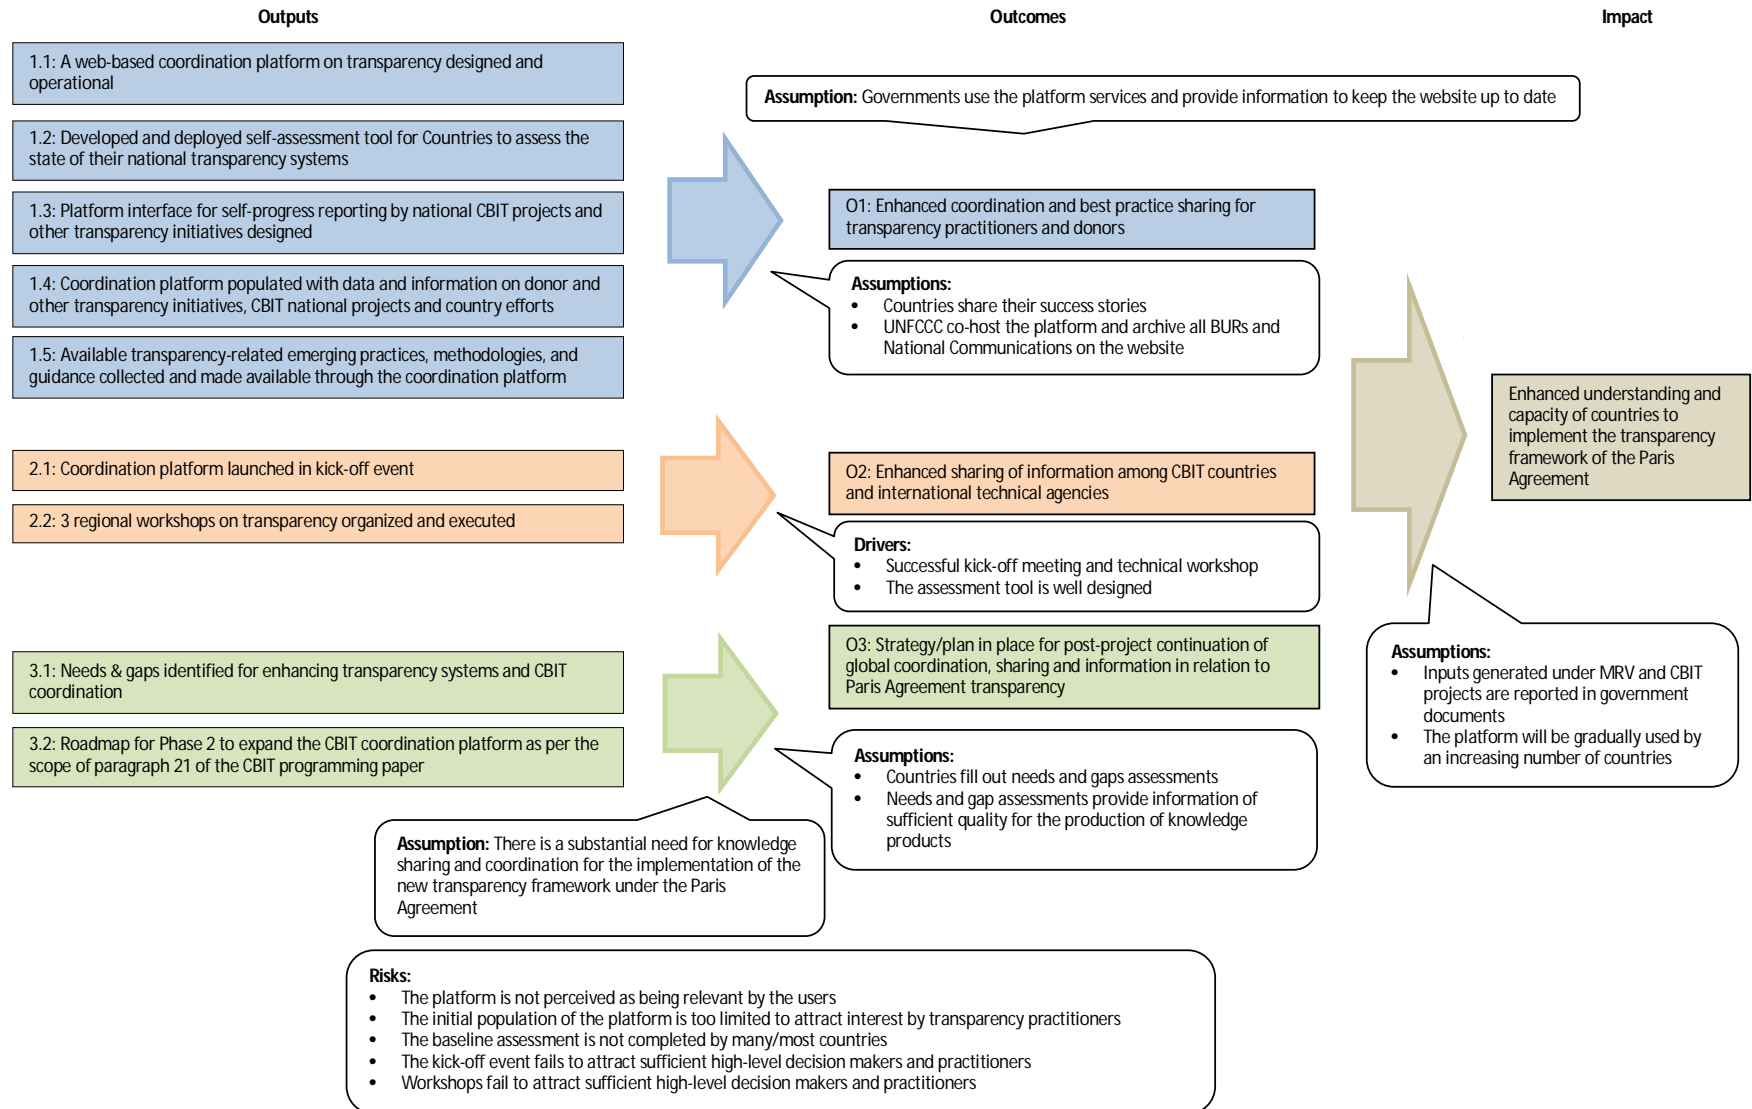 Outputs
Outcomes
Impact
1.1: A web-based coordination platform on transparency designed and
operational
1.2: Developed and deployed self-assessment tool for Countries to assess the
state of their national transparency systems
1.3: Platform interface for self-progress reporting by national CBIT projects and
other transparency initiatives designed
1.4: Coordination platform populated with data and information on donor and
other transparency initiatives, CBIT national projects and country efforts
1.5: Available transparency-related emerging practices, methodologies, and
guidance collected and made available through the coordination platform
2.1: Coordination platform launched in kick-off event
2.2: 3 regional workshops on transparency organized and executed
3.1: Needs & gaps identified for enhancing transparency systems and CBIT
coordination
3.2: Roadmap for Phase 2 to expand the CBIT coordination platform as per the
scope of paragraph 21 of the CBIT programming paper
Assumption: Governments use the platform services and provide information to keep the website up to date
O1: Enhanced coordination and best practice sharing for
transparency practitioners and donors
Assumptions:
• Countries share their success stories
• UNFCCC co-host the platform and archive all BURs and
National Communications on the website
O2: Enhanced sharing of information among CBIT countries
and international technical agencies
Drivers:
• Successful kick-off meeting and technical workshop
• The assessment tool is well designed
O3: Strategy/plan in place for post-project continuation of
global coordination, sharing and information in relation to
Paris Agreement transparency
Assumptions:
• Countries fill out needs and gaps assessments
• Needs and gap assessments provide information of
sufficient quality for the production of knowledge
products
Assumption: There is a substantial need for knowledge
sharing and coordination for the implementation of the
new transparency framework under the Paris
Agreement
Enhanced understanding and
capacity of countries to
implement the transparency
framework of the Paris
Agreement
Assumptions:
• Inputs generated under MRV and CBIT
projects are reported in government
documents
• The platform will be gradually used by
an increasing number of countries
Risks:
• The platform is not perceived as being relevant by the users
• The initial population of the platform is too limited to attract interest by transparency practitioners
• The baseline assessment is not completed by many/most countries
• The kick-off event fails to attract sufficient high-level decision makers and practitioners
• Workshops fail to attract sufficient high-level decision makers and practitioners